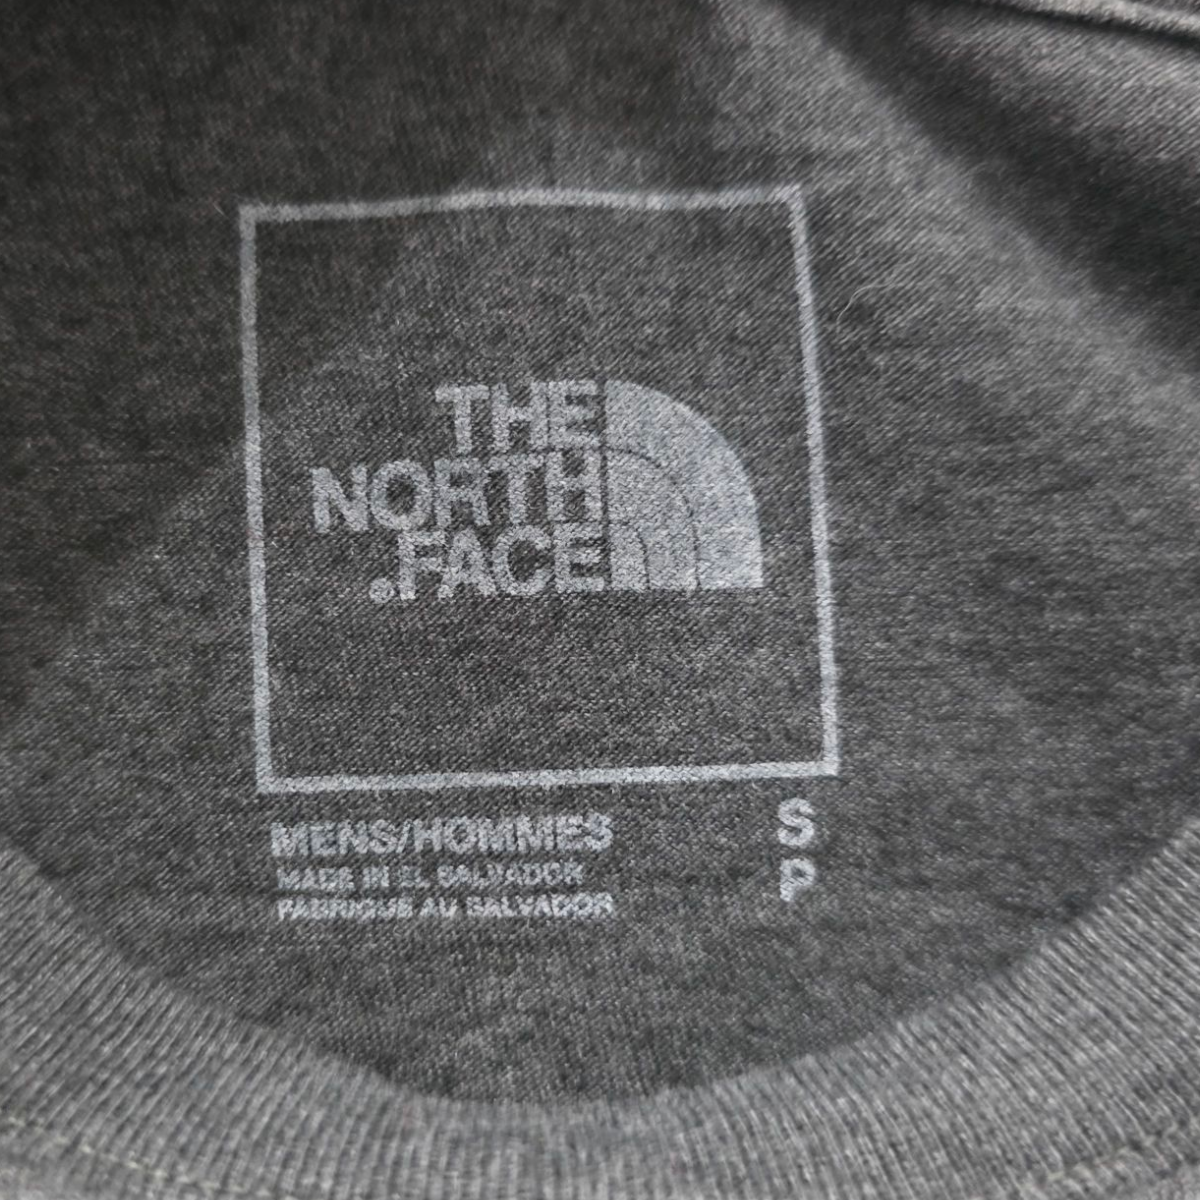 THE
NORTH
FACE
MENS/HOMMES
MADE IN EL SALVADOR
FABRIQUE AU SALVADOR
S
P